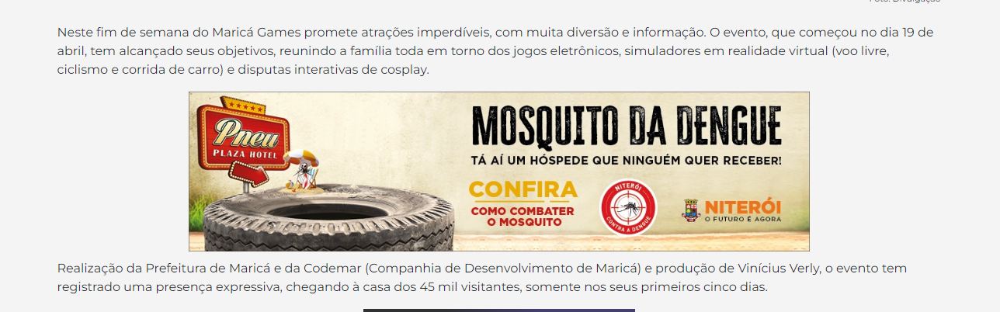 Foto: Divulgação
Neste fim de semana do Maricá Games promete atrações imperdíveis, com muita diversão e informação. O evento, que começou no dia 19 de
abril, tem alcançado seus objetivos, reunindo a família toda em torno dos jogos eletrônicos, simuladores em realidade virtual (voo livre,
ciclismo e corrida de carro) e disputas interativas de cosplay.
Pneu
PLAZA HOTEL
MOSQUITO DA DENGUE
TÁ AÍ UM HÓSPEDE QUE NINGUÉM QUER RECEBER!
CONFIRA
COMO COMBATER
O MOSQUITO
NITERÓI
CONTRA A DENGUE
NITERÓI
O FUTURO É AGORA
Realização da Prefeitura de Maricá e da Codemar (Companhia de Desenvolvimento de Maricá) e produção de Vinícius Verly, o evento tem
registrado uma presença expressiva, chegando à casa dos 45 mil visitantes, somente nos seus primeiros cinco dias.